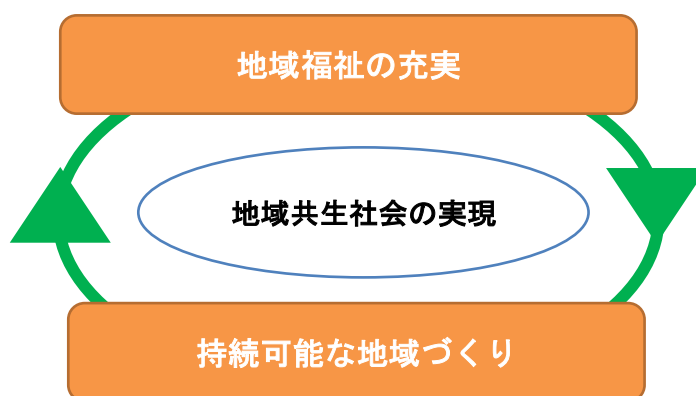 地域福祉の充実
地域共生社会の実現
持続可能な地域づくり